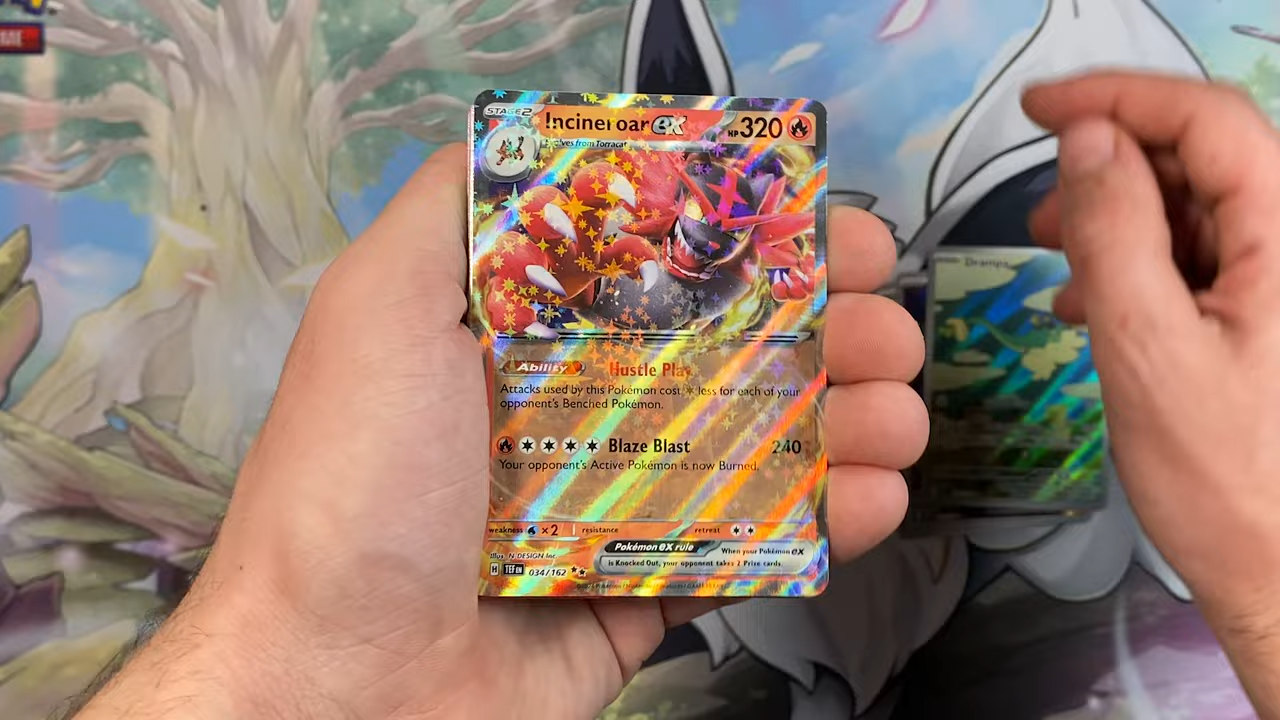 ME
STAGE2
Incineroar ex
HP 320
Evolves from Torracat
Drampa
Ability
Hustle Play
Attacks used by this Pokémon cost less for each of your
opponent's Benched Pokémon.
Blaze Blast
240
Your opponent's Active Pokémon is now Burned.
weakness ×2 resistance retreat
Illus. N-DESIGN Inc.
H TEF EN 034/162
Pokémon ex rule
When your Pokémon ex
is Knocked Out, your opponent takes 2 Prize cards.